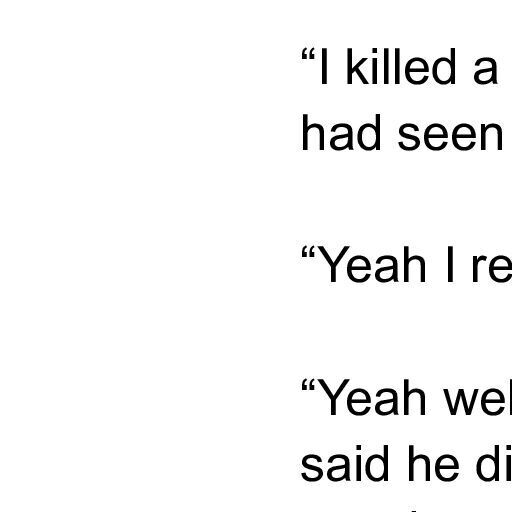 “I killed a
had seen
“Yeah I re
“Yeah wel
said he di